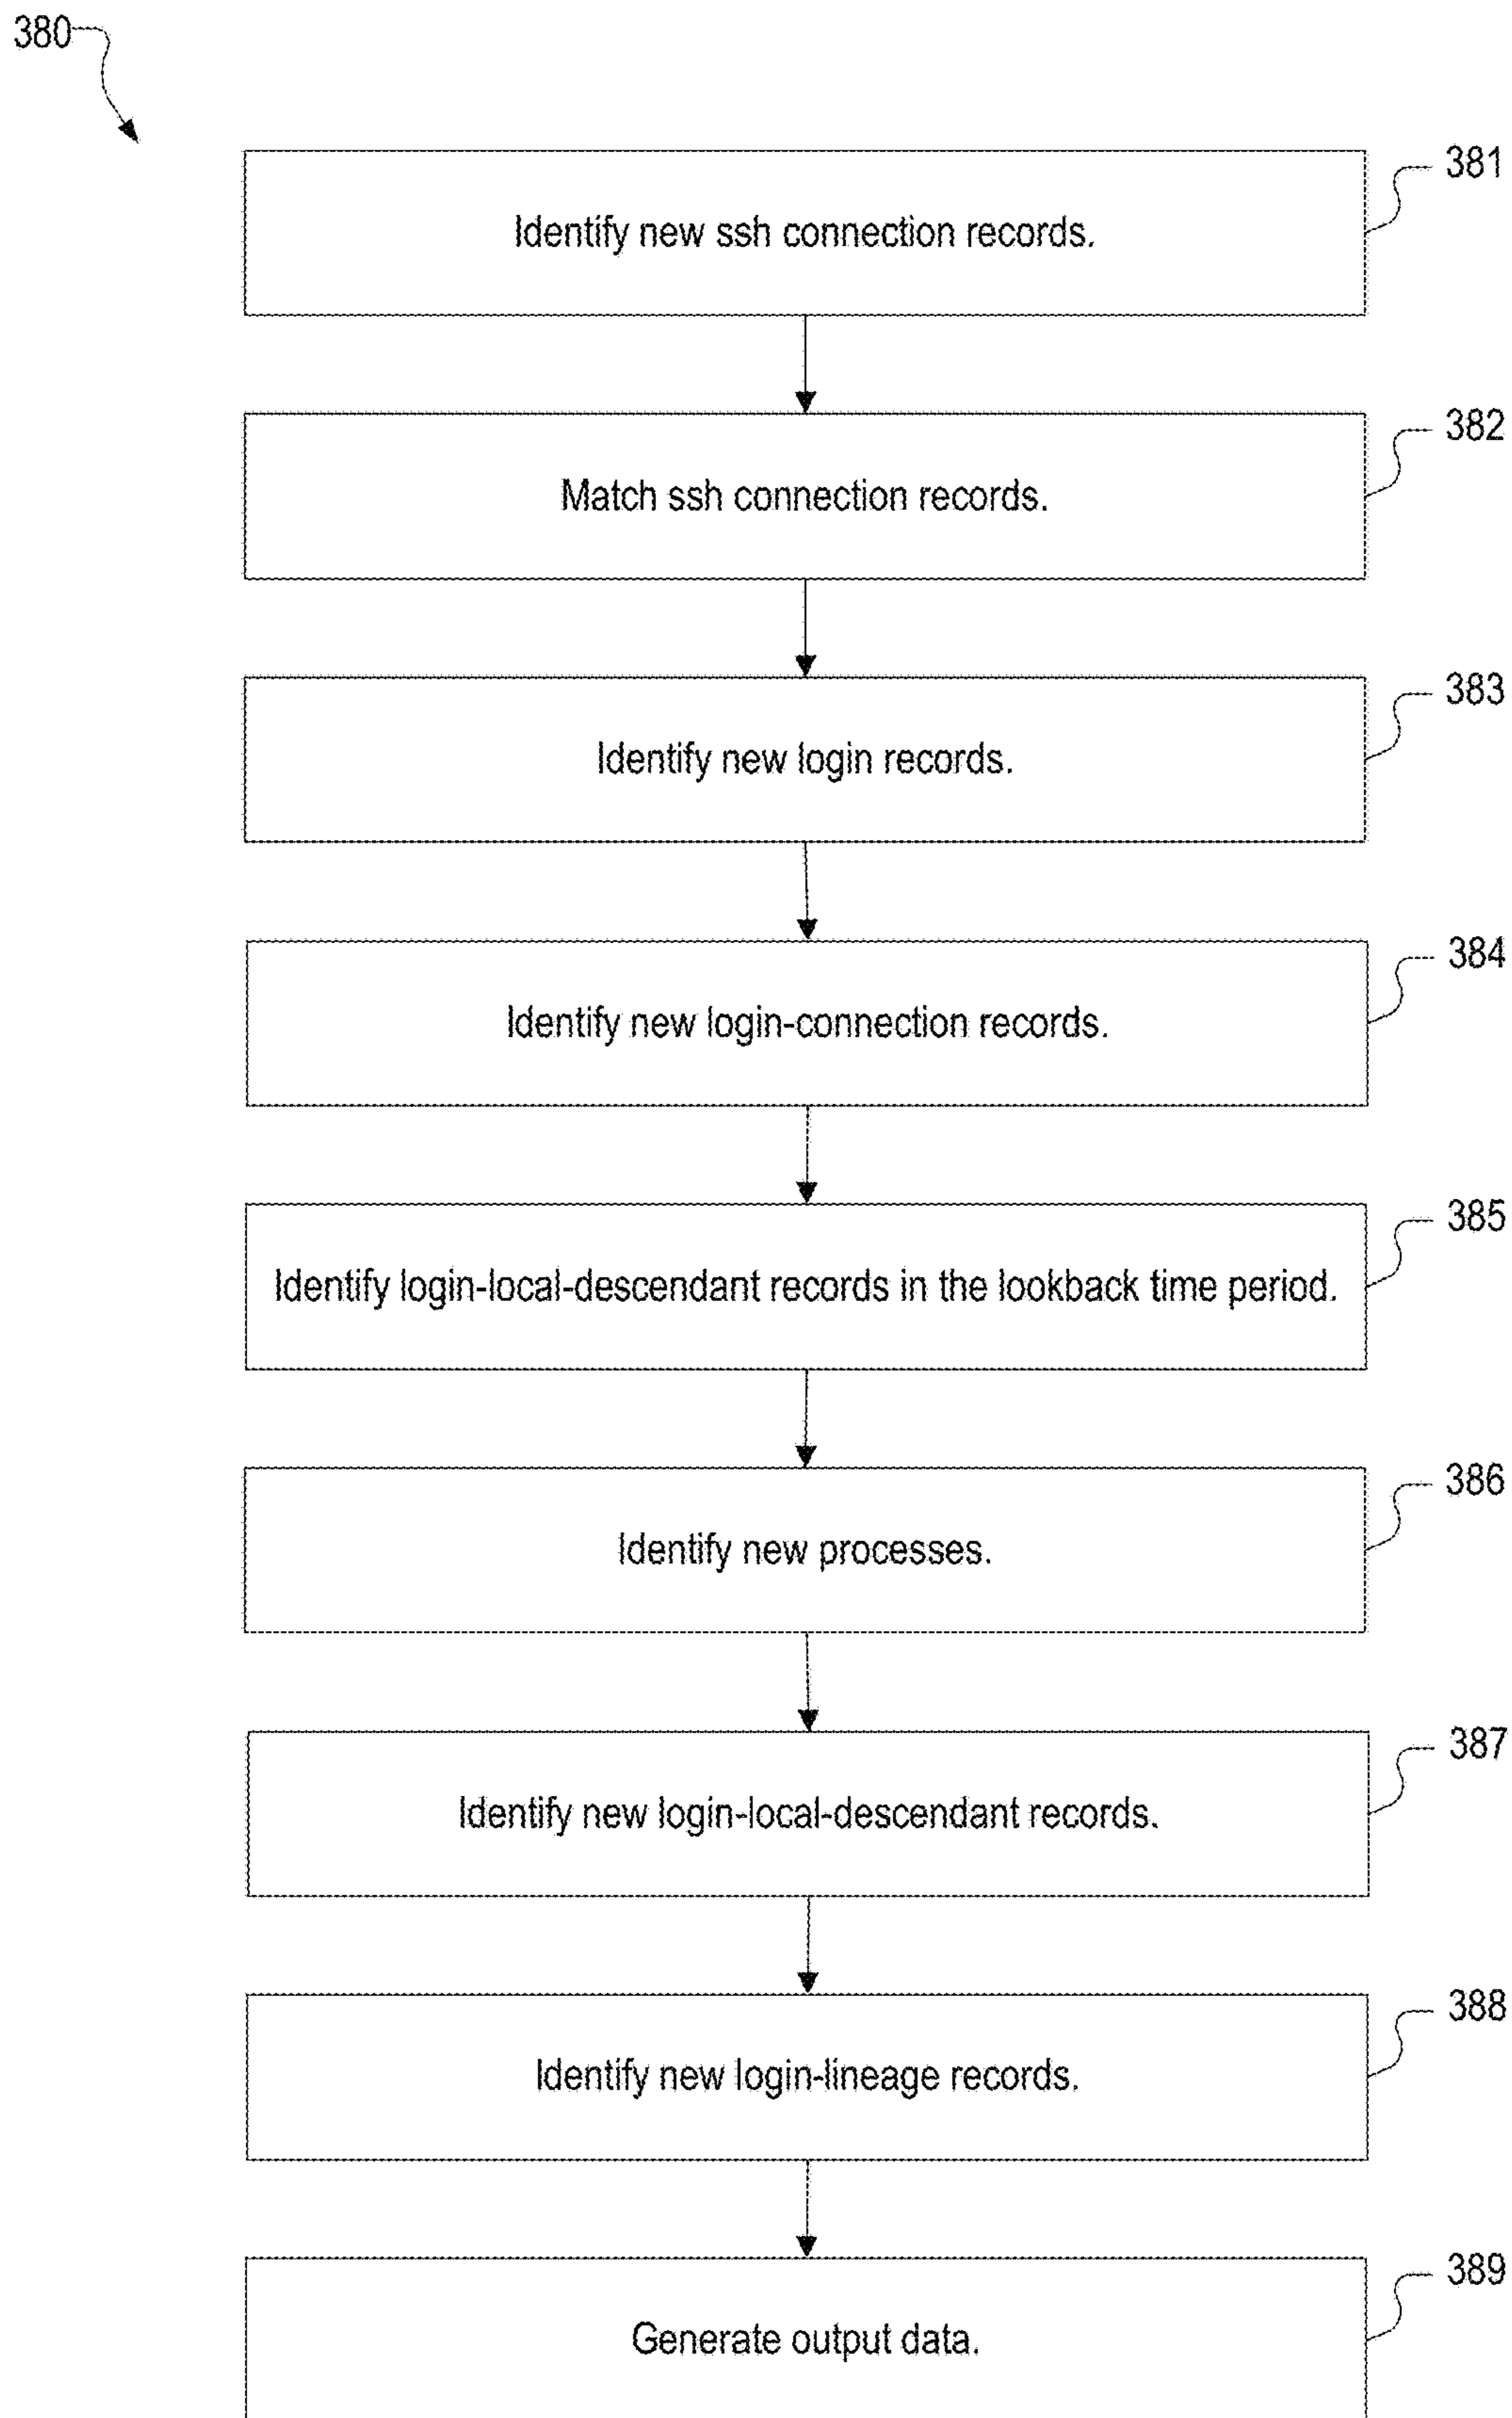 380
381
Identify new ssh connection records.
382
Match ssh connection records.
383
Identify new login records.
384
Identify new login-connection records.
385
Identify login-local-descendant records in the lookback time period.
386
Identify new processes.
387
Identify new login-local-descendant records.
388
Identify new login-lineage records.
389
Generate output data.